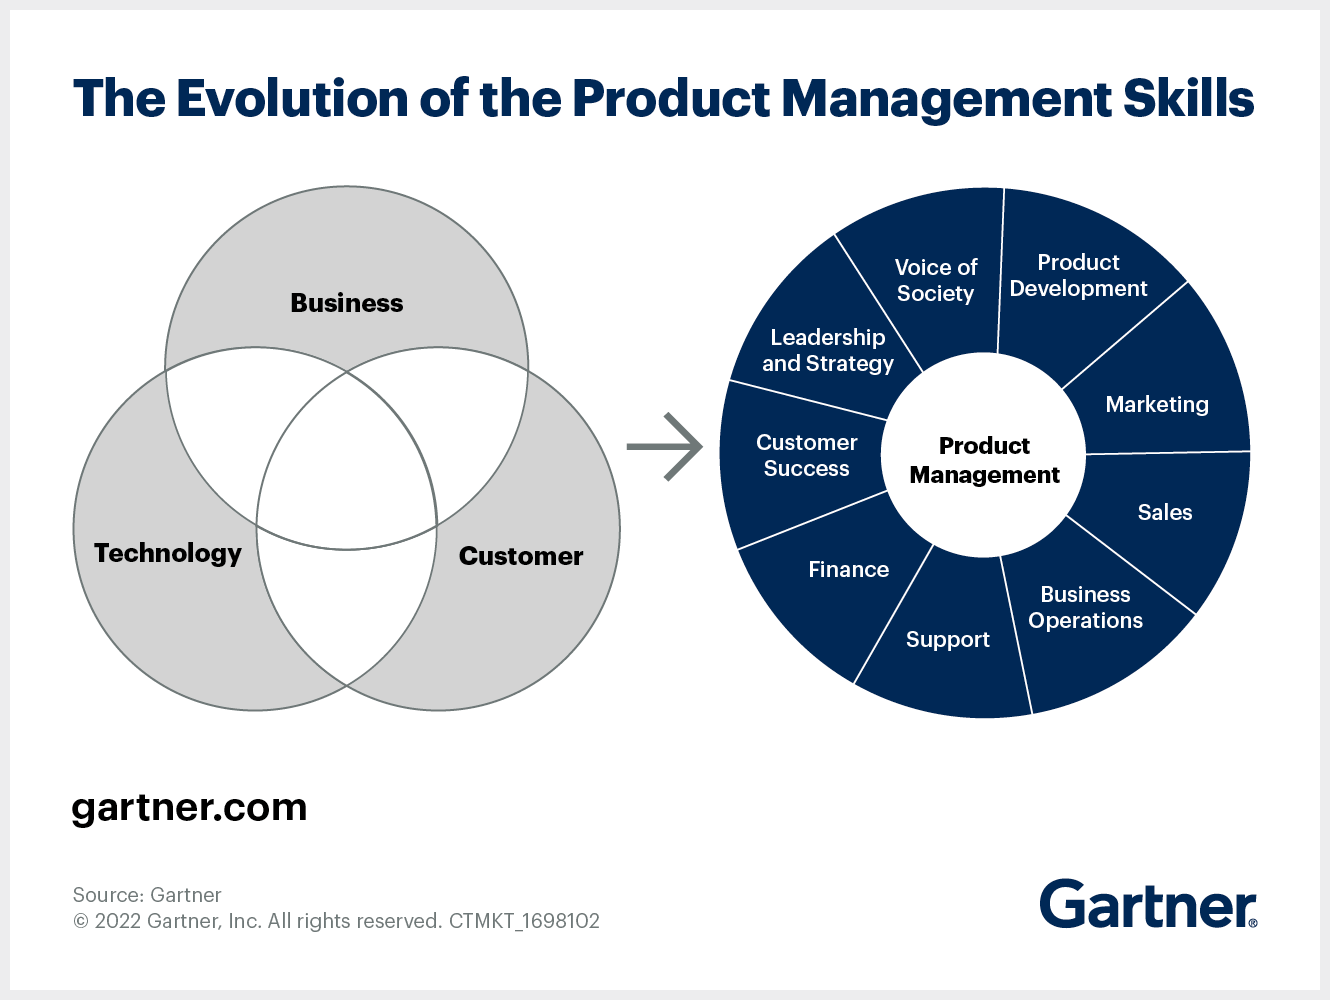 The Evolution of the Product Management Skills
Business
Technology
Customer
Voice of
Society
Product
Development
Leadership
and Strategy
Marketing
Customer
Success
Product
Management
Sales
Finance
Business
Operations
Support
gartner.com
Source: Gartner
© 2022 Gartner, Inc. All rights reserved. CTMKT_1698102
Gartner®